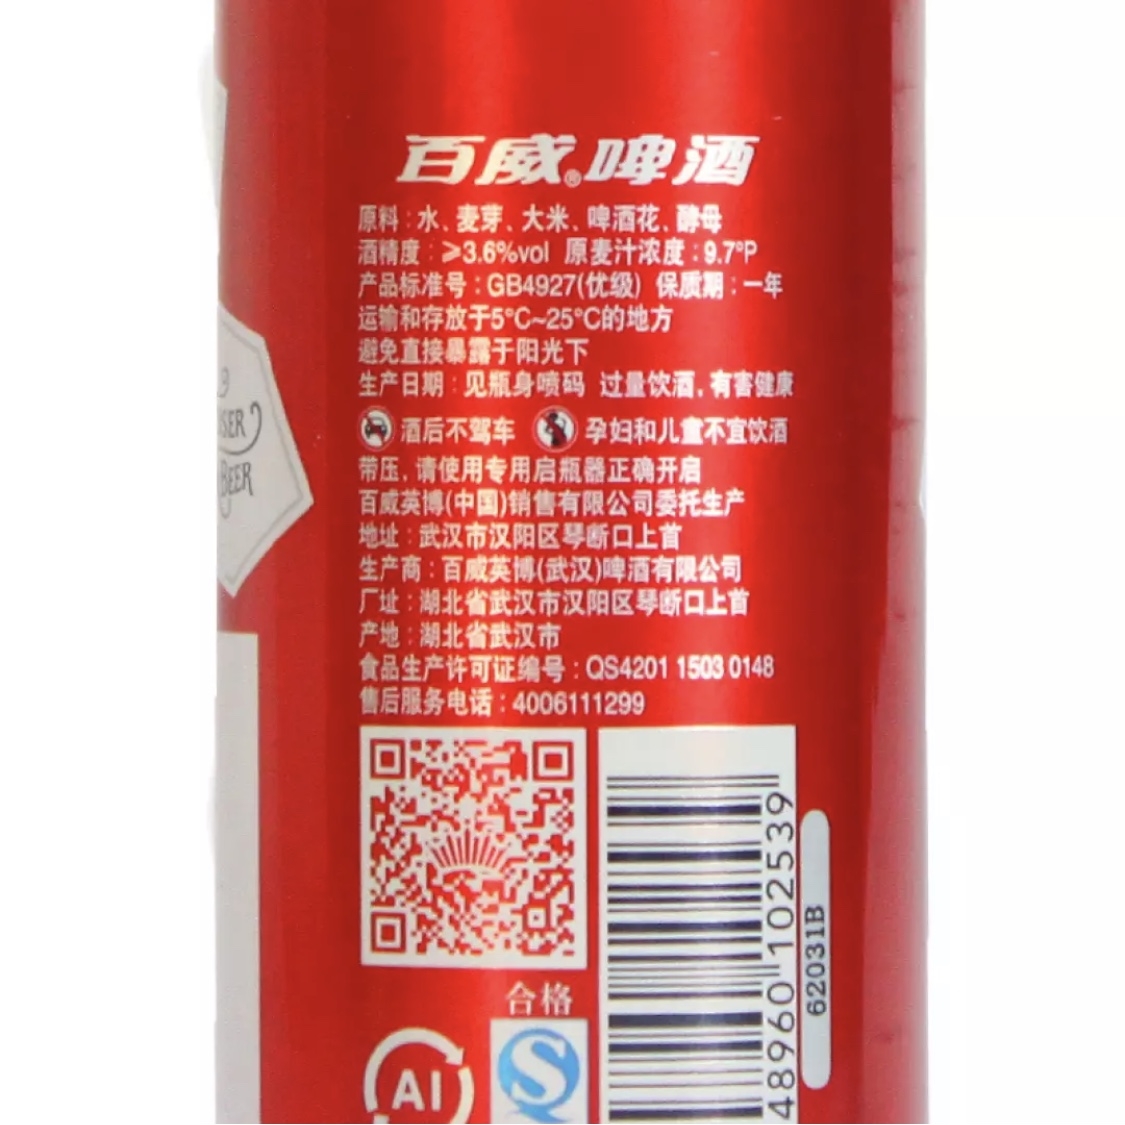 百威®啤酒
原料：水、麦芽、大米、啤酒花、酵母
酒精度：≥3.6%vol 原麦汁浓度：9.7°P
产品标准号：GB4927(优级) 保质期：一年
运输和存放于5°C~25°C的地方
避免直接暴露于阳光下
生产日期：见瓶身喷码 过量饮酒，有害健康
酒后不驾车 孕妇和儿童不宜饮酒
带压，请使用专用启瓶器正确开启
百威英博(中国)销售有限公司委托生产
地址：武汉市汉阳区琴断口上首
生产商：百威英博(武汉)啤酒有限公司
厂址：湖北省武汉市汉阳区琴断口上首
产地：湖北省武汉市
食品生产许可证编号：QS4201 1503 0148
售后服务电话：4006111299
合格
AI
48960 102539
62031B
SER
BEER